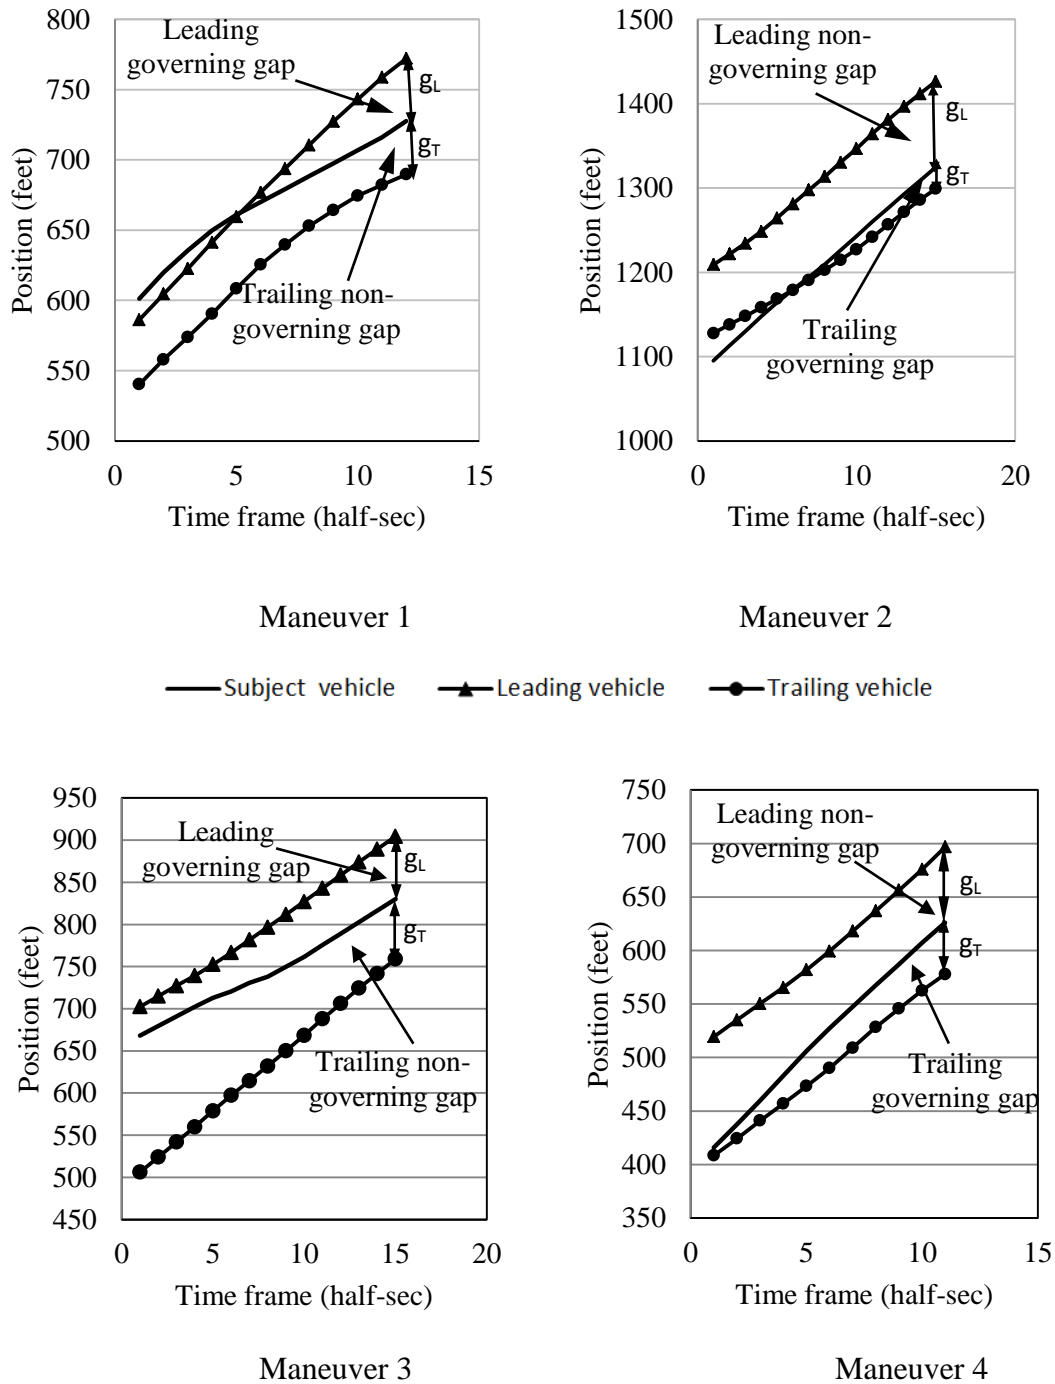 800
750
700
650
600
550
500
0
5
10
15
Position (feet)
Time frame (half-sec)
Leading
governing gap
gL
gT
Trailing non-
governing gap
Maneuver 1
1500
1400
1300
1200
1100
1000
0
10
20
Position (feet)
Time frame (half-sec)
Leading non-
governing gap
gL
gT
Trailing
governing gap
Maneuver 2
Subject vehicle
Leading vehicle
Trailing vehicle
950
900
850
800
750
700
650
600
550
500
450
0
5
10
15
20
Position (feet)
Time frame (half-sec)
Leading
governing gap
gL
gT
Trailing non-
governing gap
Maneuver 3
750
700
650
600
550
500
450
400
350
0
5
10
15
Position (feet)
Time frame (half-sec)
Leading non-
governing gap
gL
gT
Trailing
governing gap
Maneuver 4